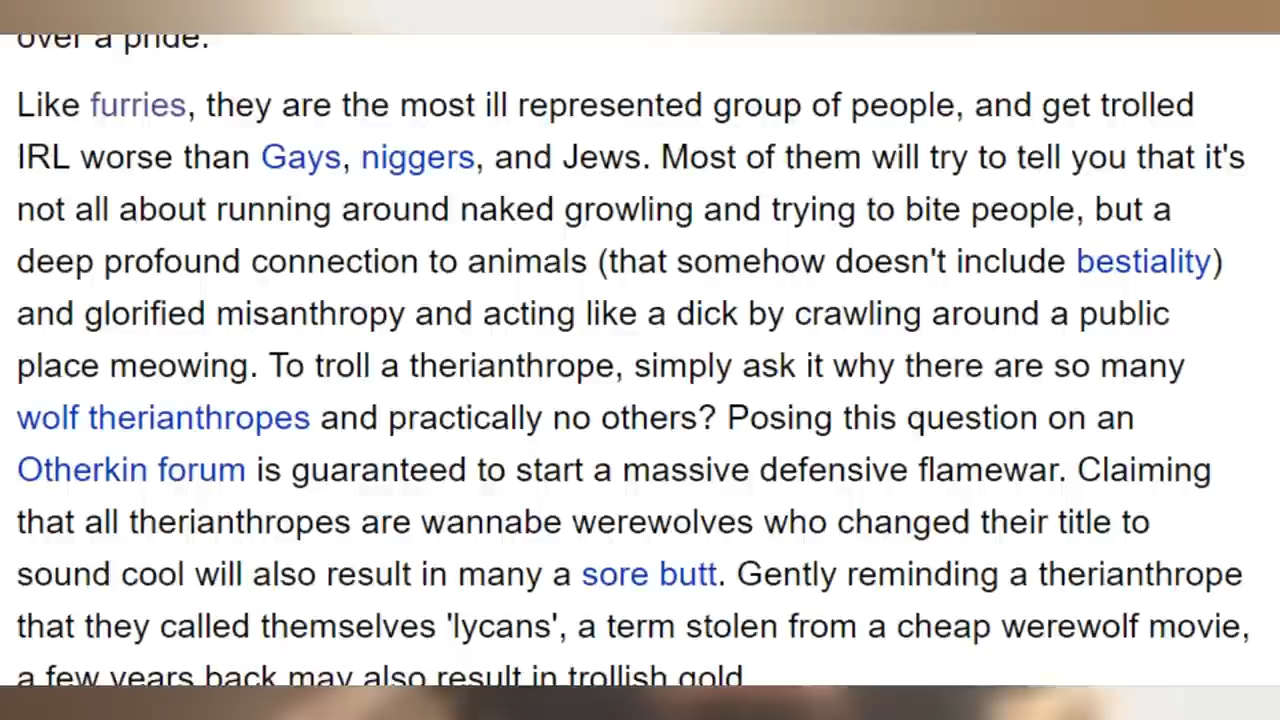 over a pride.
Like furries, they are the most ill represented group of people, and get trolled
IRL worse than Gays, niggers, and Jews. Most of them will try to tell you that it's
not all about running around naked growling and trying to bite people, but a
deep profound connection to animals (that somehow doesn't include bestiality)
and glorified misanthropy and acting like a dick by crawling around a public
place meowing. To troll a therianthrope, simply ask it why there are so many
wolf therianthropes and practically no others? Posing this question on an
Otherkin forum is guaranteed to start a massive defensive flamewar. Claiming
that all therianthropes are wannabe werewolves who changed their title to
sound cool will also result in many a sore butt. Gently reminding a therianthrope
that they called themselves 'lycans', a term stolen from a cheap werewolf movie,
a few years back may also result in trollish gold